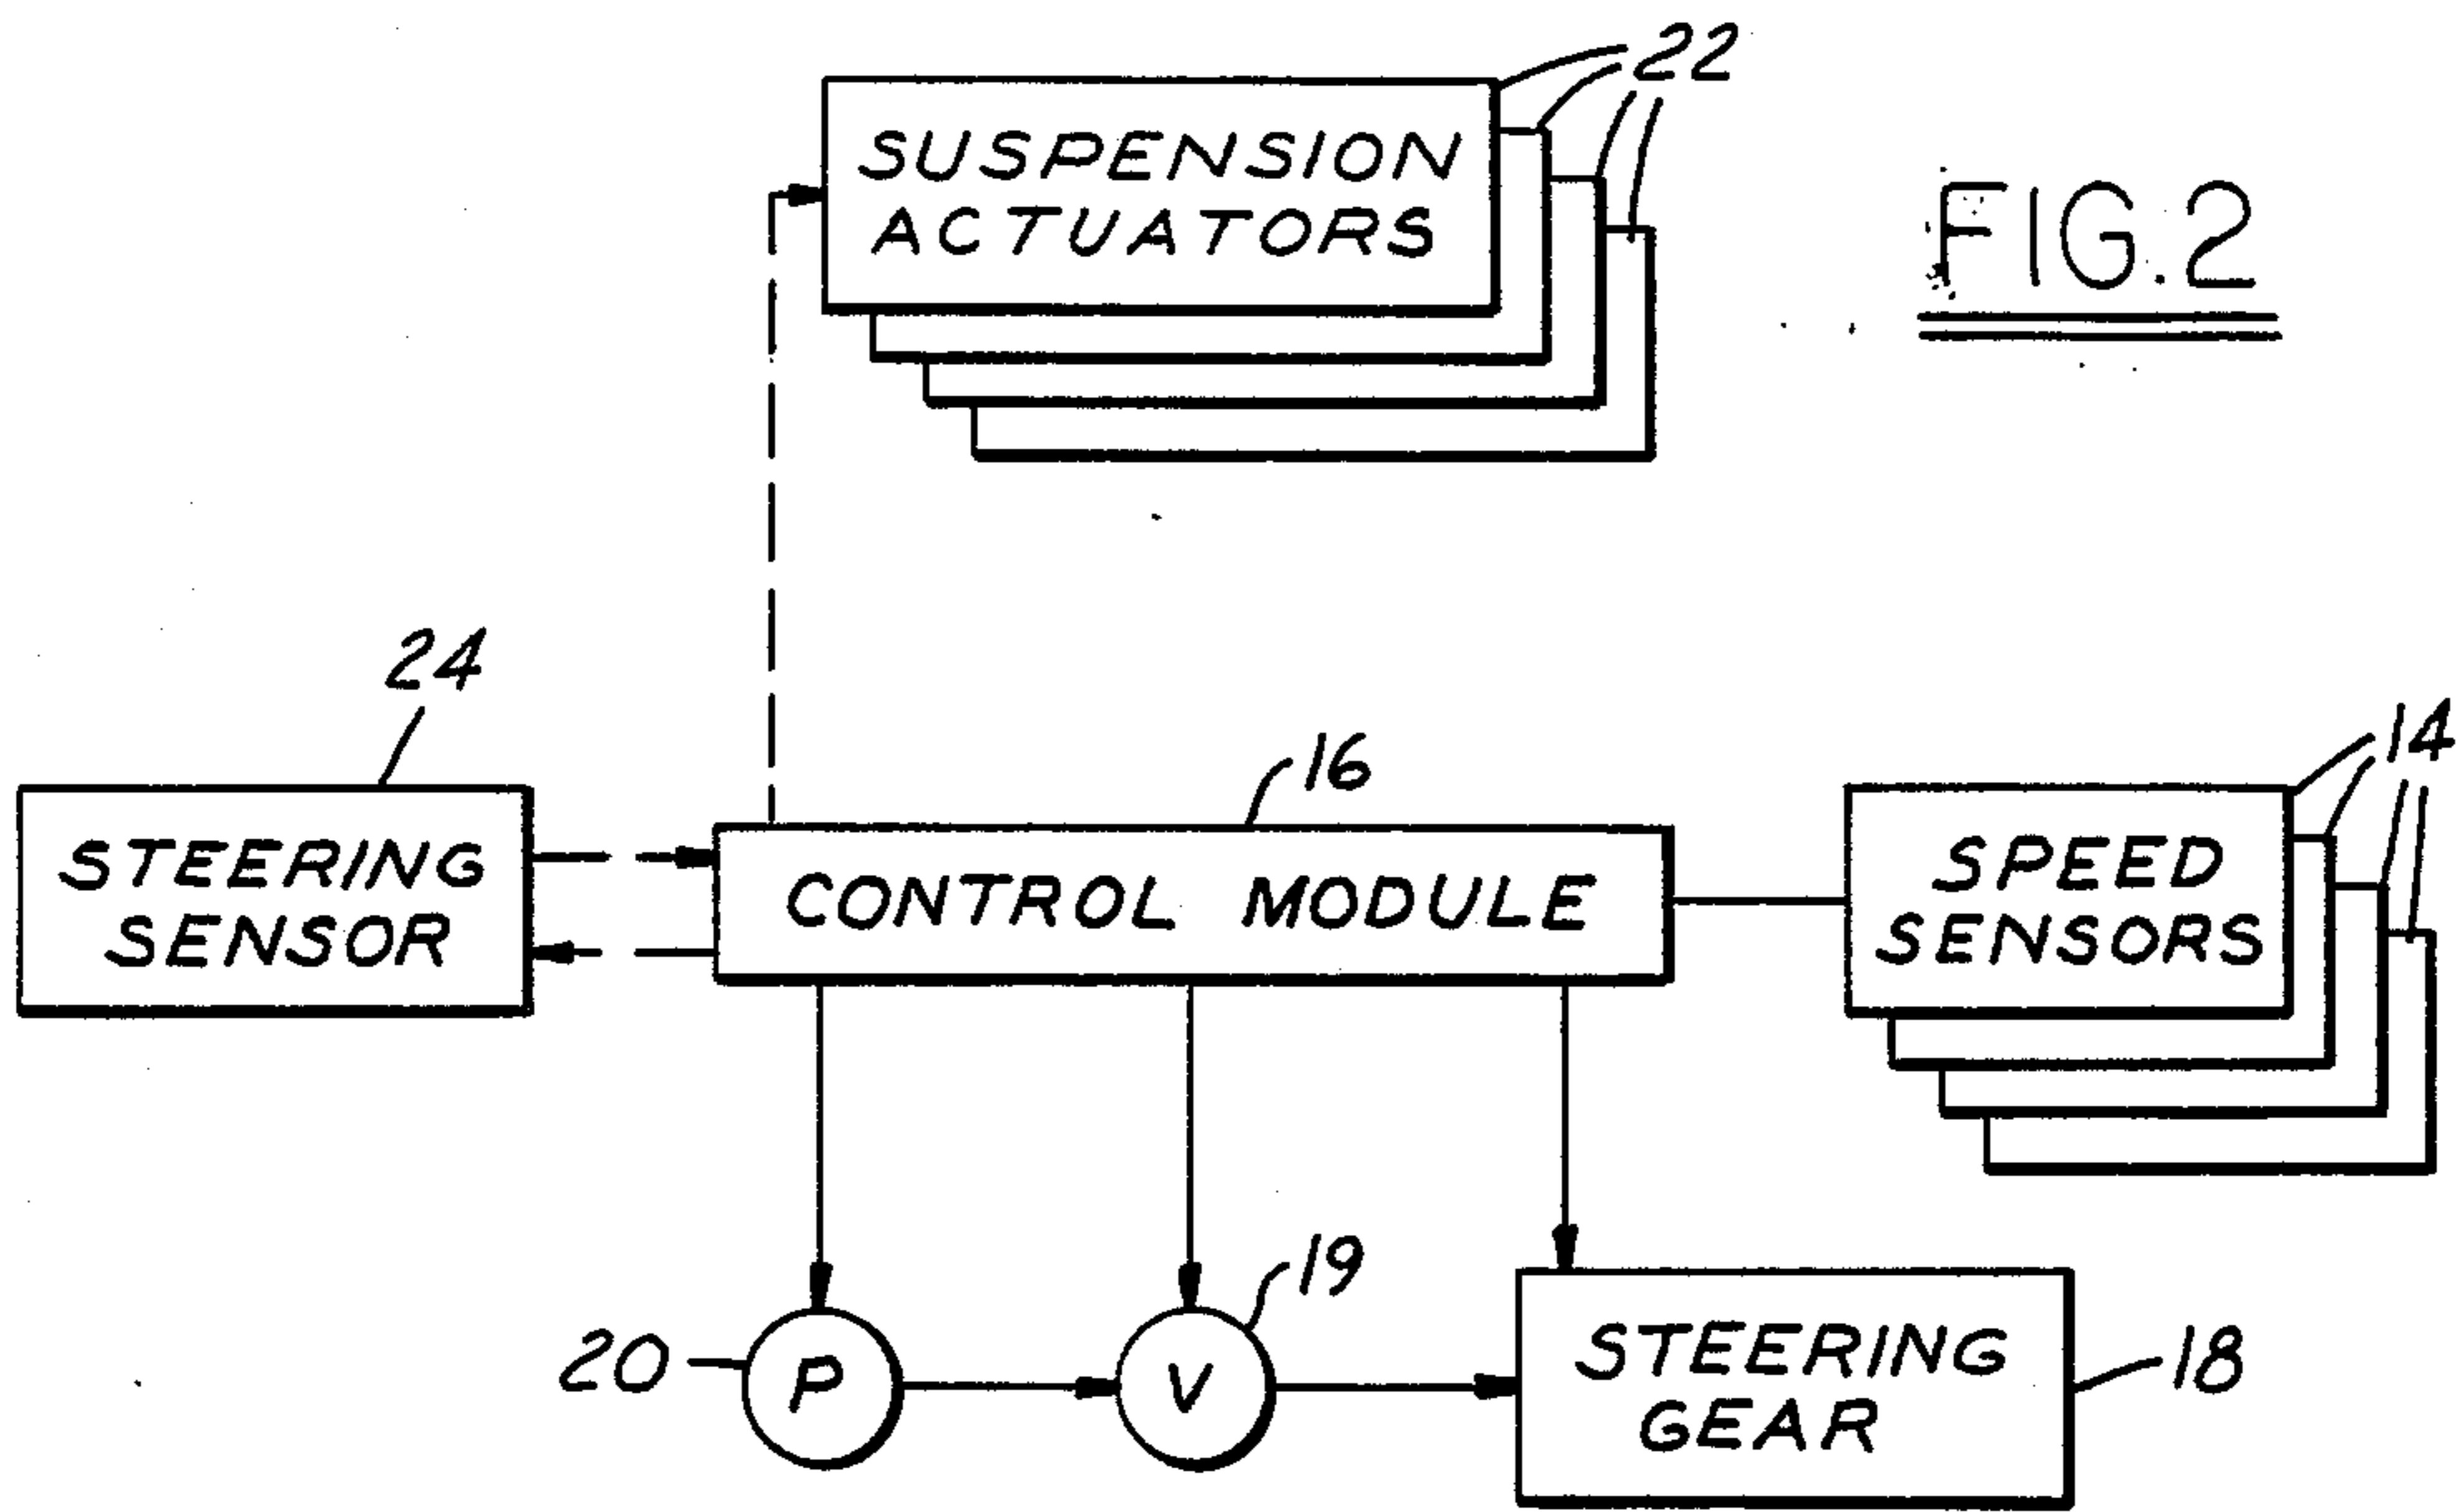 22
SUSPENSION
ACTUATORS
FIG.2
24
STEERING
SENSOR
16
CONTROL MODULE
14
SPEED
SENSORS
20
P
19
V
STEERING
GEAR
18